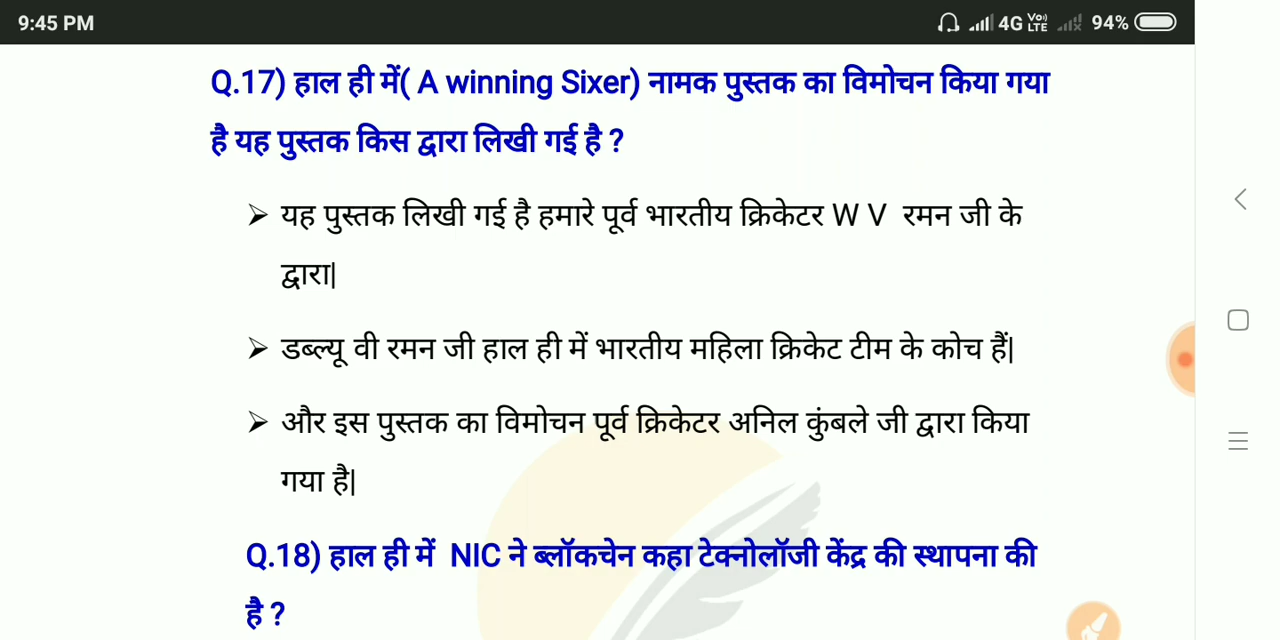 9:45 PM 4G Vo) LTE 94%
Q.17) हाल ही में( A winning Sixer) नामक पुस्तक का विमोचन किया गया
है यह पुस्तक किस द्वारा लिखी गई है ?
➢ यह पुस्तक लिखी गई है हमारे पूर्व भारतीय क्रिकेटर W V रमन जी के
द्वारा|
➢ डब्ल्यू वी रमन जी हाल ही में भारतीय महिला क्रिकेट टीम के कोच हैं|
➢ और इस पुस्तक का विमोचन पूर्व क्रिकेटर अनिल कुंबले जी द्वारा किया
गया है|
Q.18) हाल ही में NIC ने ब्लॉकचेन कहा टेक्नोलॉजी केंद्र की स्थापना की
है ?